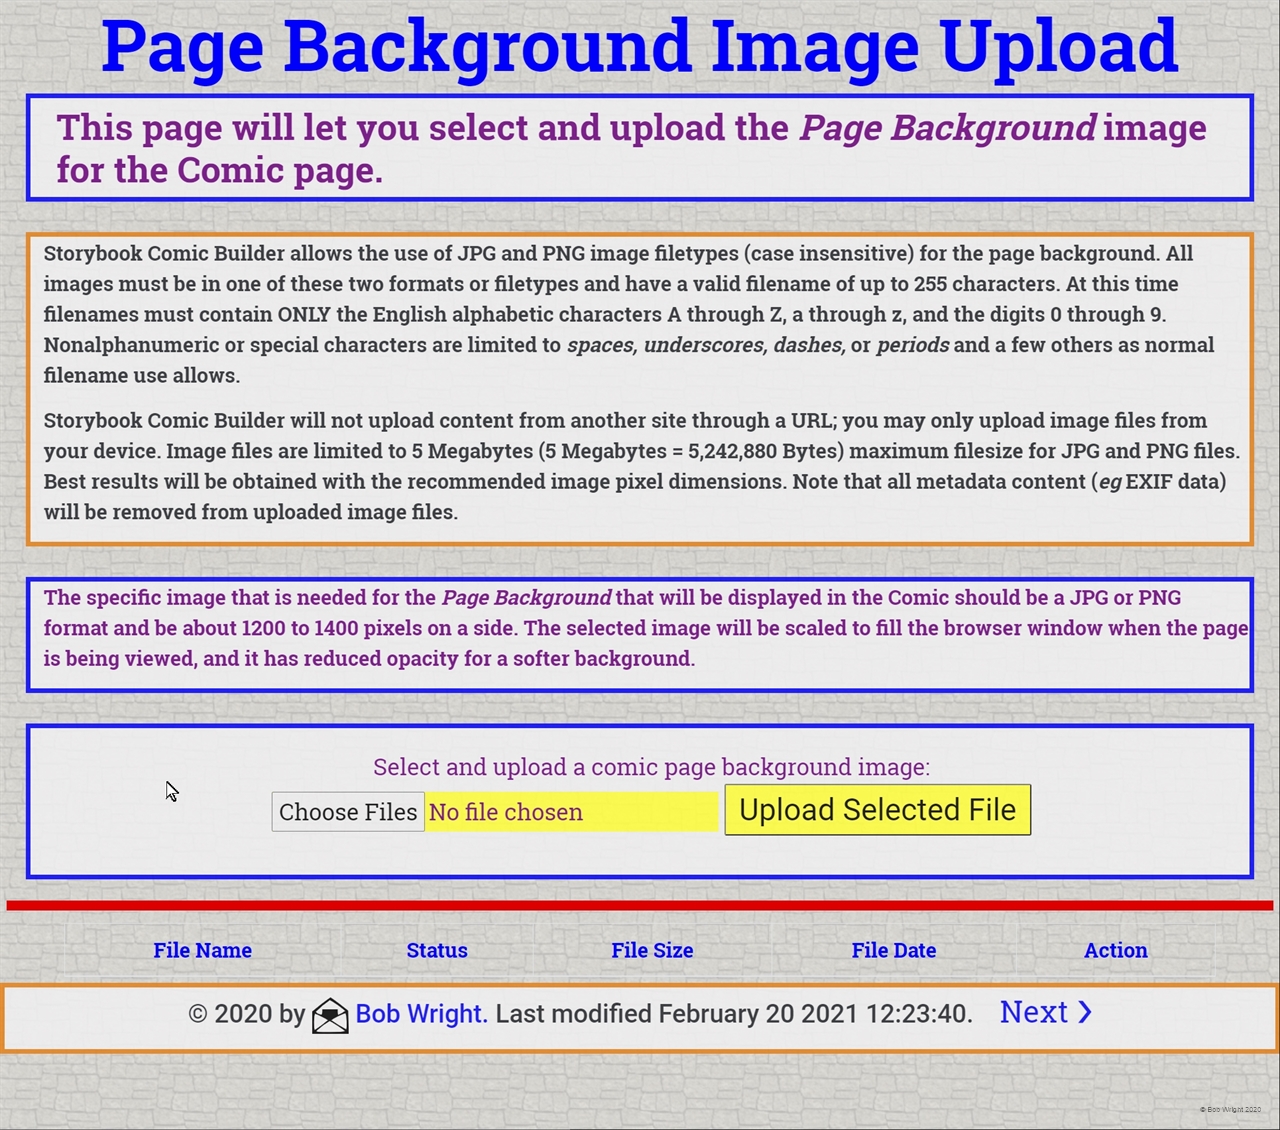 Page Background Image Upload
This page will let you select and upload the Page Background image
for the Comic page.
Storybook Comic Builder allows the use of JPG and PNG image filetypes (case insensitive) for the page background. All
images must be in one of these two formats or filetypes and have a valid filename of up to 255 characters. At this time
filenames must contain ONLY the English alphabetic characters A through Z, a through z, and the digits 0 through 9.
Nonalphanumeric or special characters are limited to spaces, underscores, dashes, or periods and a few others as normal
filename use allows.
Storybook Comic Builder will not upload content from another site through a URL; you may only upload image files from
your device. Image files are limited to 5 Megabytes (5 Megabytes = 5,242,880 Bytes) maximum filesize for JPG and PNG files.
Best results will be obtained with the recommended image pixel dimensions. Note that all metadata content (eg EXIF data)
will be removed from uploaded image files.
The specific image that is needed for the Page Background that will be displayed in the Comic should be a JPG or PNG
format and be about 1200 to 1400 pixels on a side. The selected image will be scaled to fill the browser window when the page
is being viewed, and it has reduced opacity for a softer background.
Select and upload a comic page background image:
Choose Files No file chosen Upload Selected File
File Name Status File Size File Date Action
© 2020 by Bob Wright. Last modified February 20 2021 12:23:40. Next ❯
© Bob Wright 2020